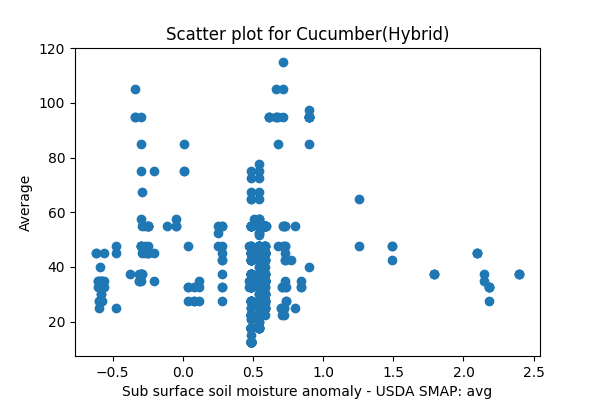 Scatter plot for Cucumber(Hybrid)
120
100
80
60
40
20
Average
−0.5 0.0 0.5 1.0 1.5 2.0 2.5
Sub surface soil moisture anomaly - USDA SMAP: avg